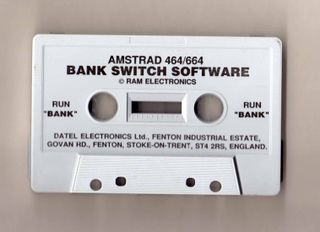 AMSTRAD 464/664
BANK SWITCH SOFTWARE
© RAM ELECTRONICS
RUN
"BANK"
RUN
"BANK"
DATEL ELECTRONICS Ltd., FENTON INDUSTRIAL ESTATE,
GOVAN RD., FENTON, STOKE-ON-TRENT, ST4 2RS, ENGLAND.